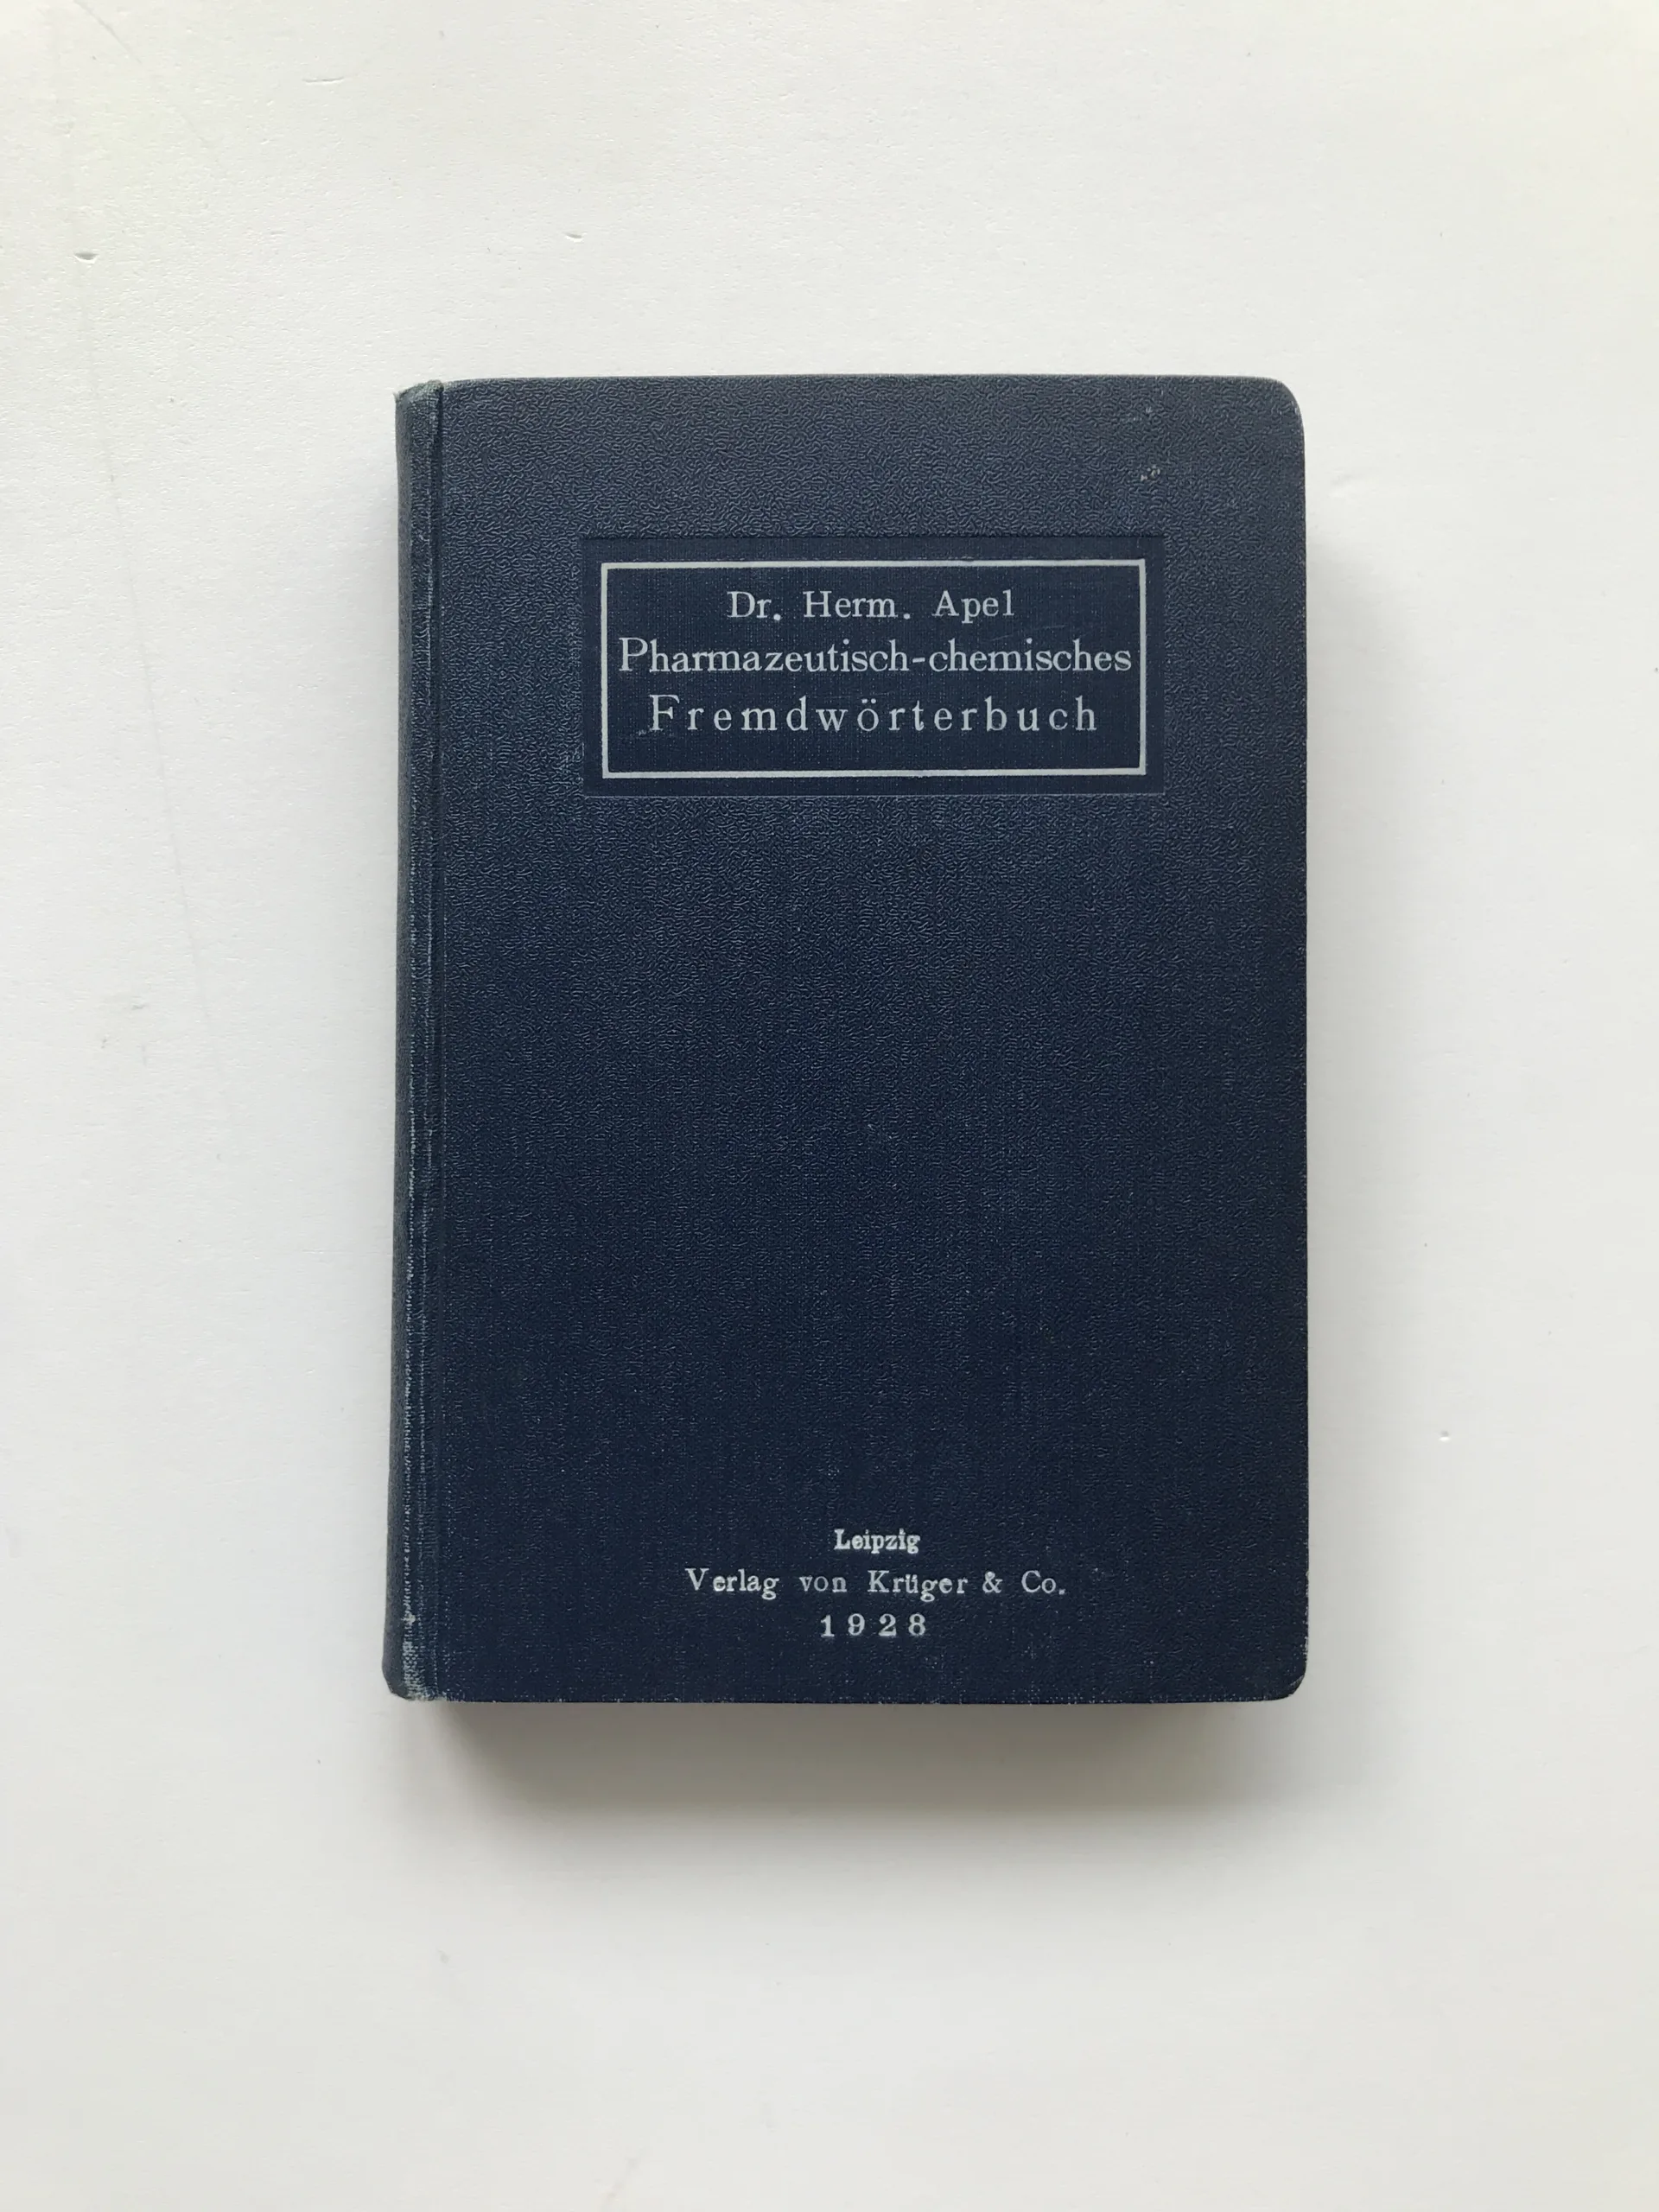 Dr. Herm. Apel
Pharmazeutisch-chemisches
Fremdwörterbuch
Leipzig
Verlag von Krüger & Co.
1928